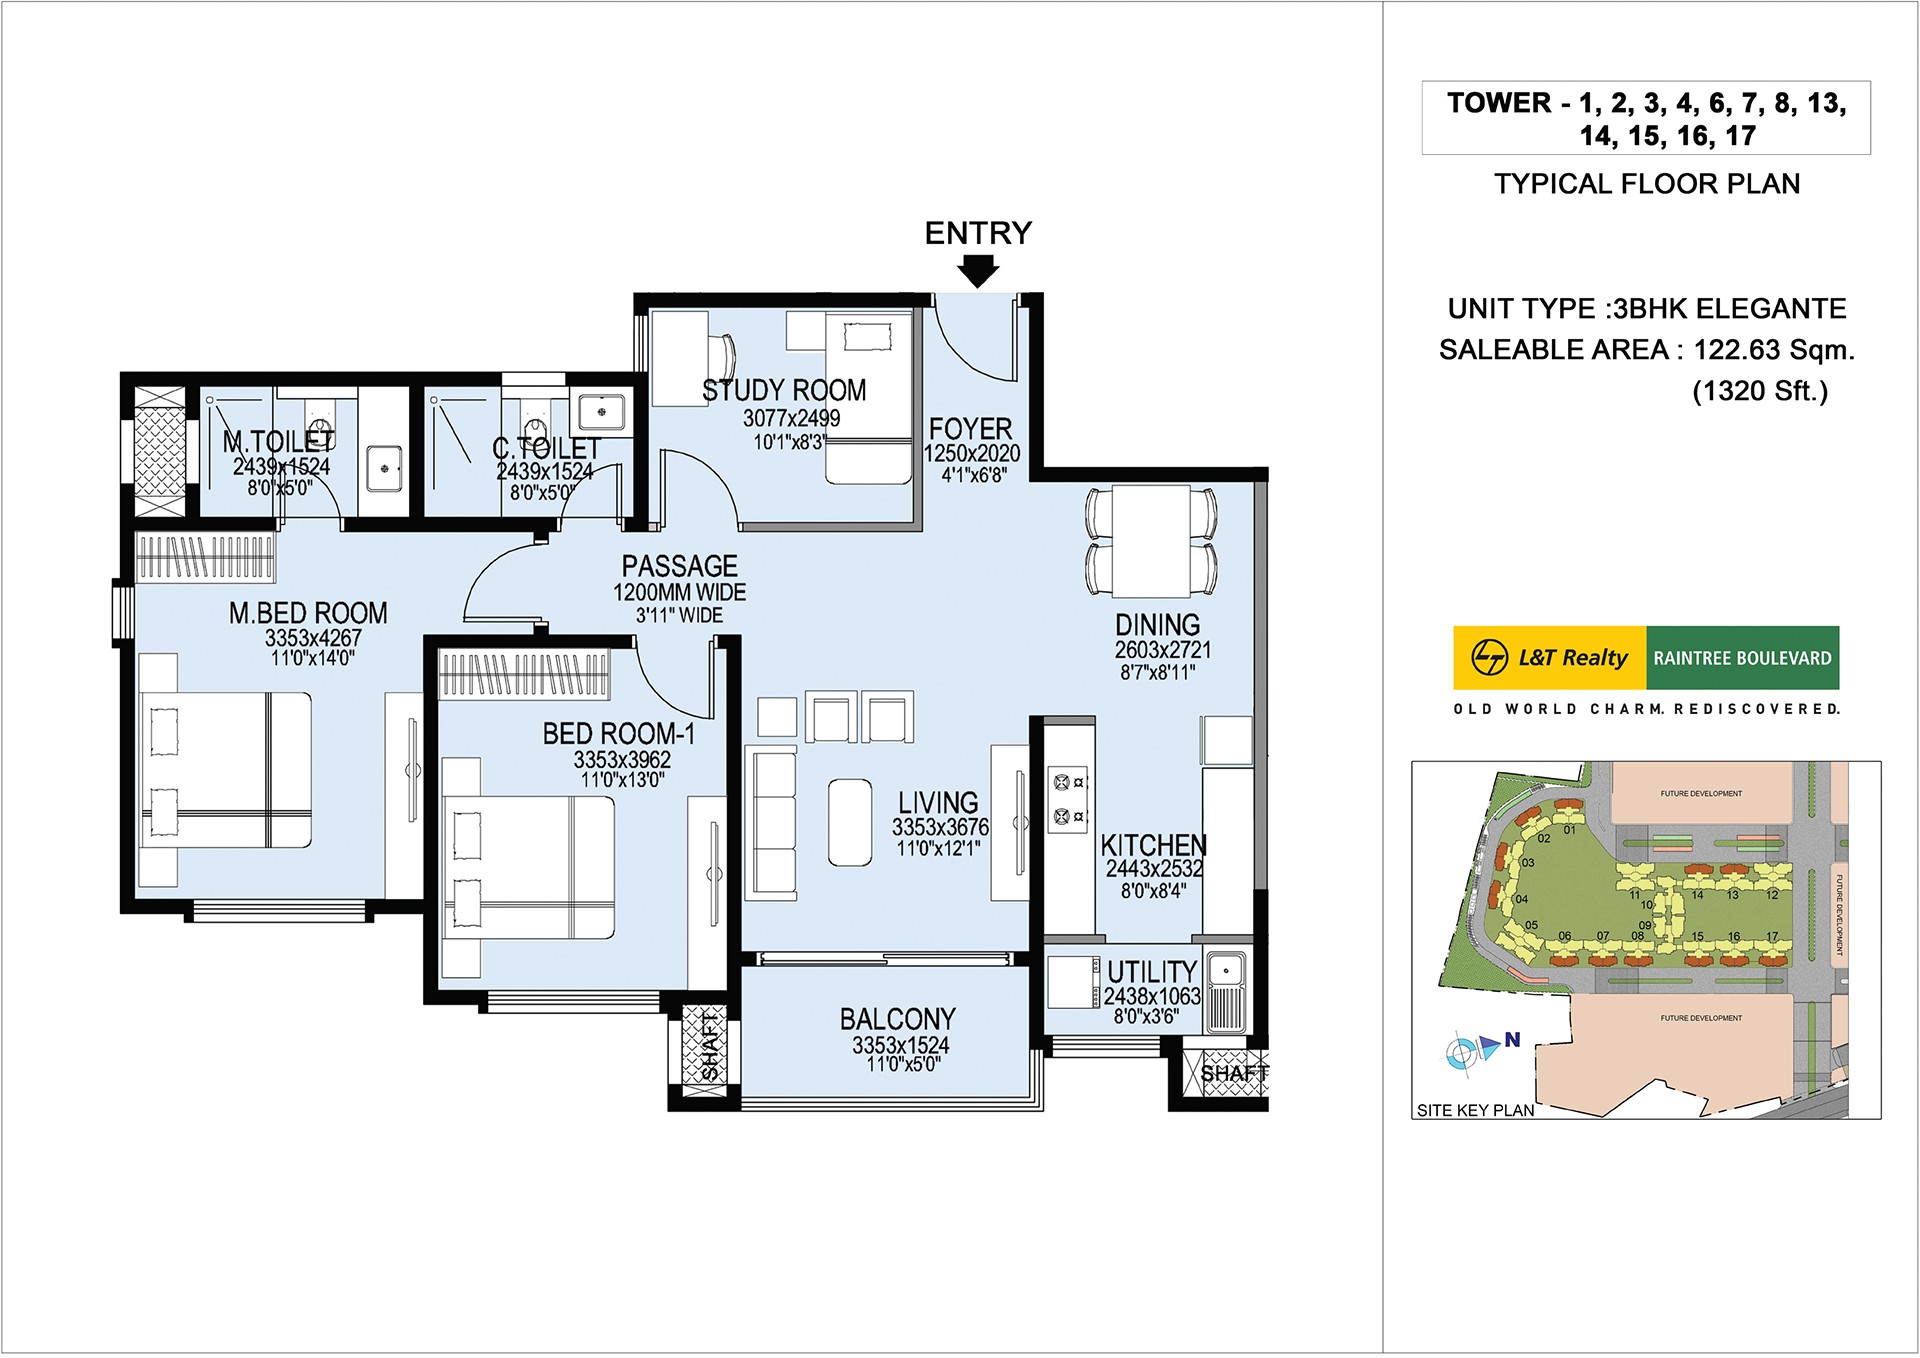 TOWER - 1, 2, 3, 4, 6, 7, 8, 13,
14, 15, 16, 17
TYPICAL FLOOR PLAN
UNIT TYPE :3BHK ELEGANTE
SALEABLE AREA : 122.63 Sqm.
(1320 Sft.)
ENTRY
STUDY ROOM
3077x2499
10'1"x8'3"
FOYER
1250x2020
4'1"x6'8"
M.TOILET
2439x1524
8'0"x5'0"
C.TOILET
2439x1524
8'0"x5'0"
PASSAGE
1200MM WIDE
3'11" WIDE
M.BED ROOM
3353x4267
11'0"x14'0"
DINING
2603x2721
8'7"x8'11"
BED ROOM-1
3353x3962
11'0"x13'0"
LIVING
3353x3676
11'0"x12'1"
KITCHEN
2443x2532
8'0"x8'4"
UTILITY
2438x1063
8'0"x3'6"
BALCONY
3353x1524
11'0"x5'0"
SHAFT
SHAFT
LT L&T Realty
RAINTREE BOULEVARD
OLD WORLD CHARM. REDISCOVERED.
FUTURE DEVELOPMENT
01
02
03
04
05
06
07
08
09
10
11
14
13
12
15
16
17
FUTURE DEVELOPMENT
FUTURE DEVELOPMENT
N
SITE KEY PLAN